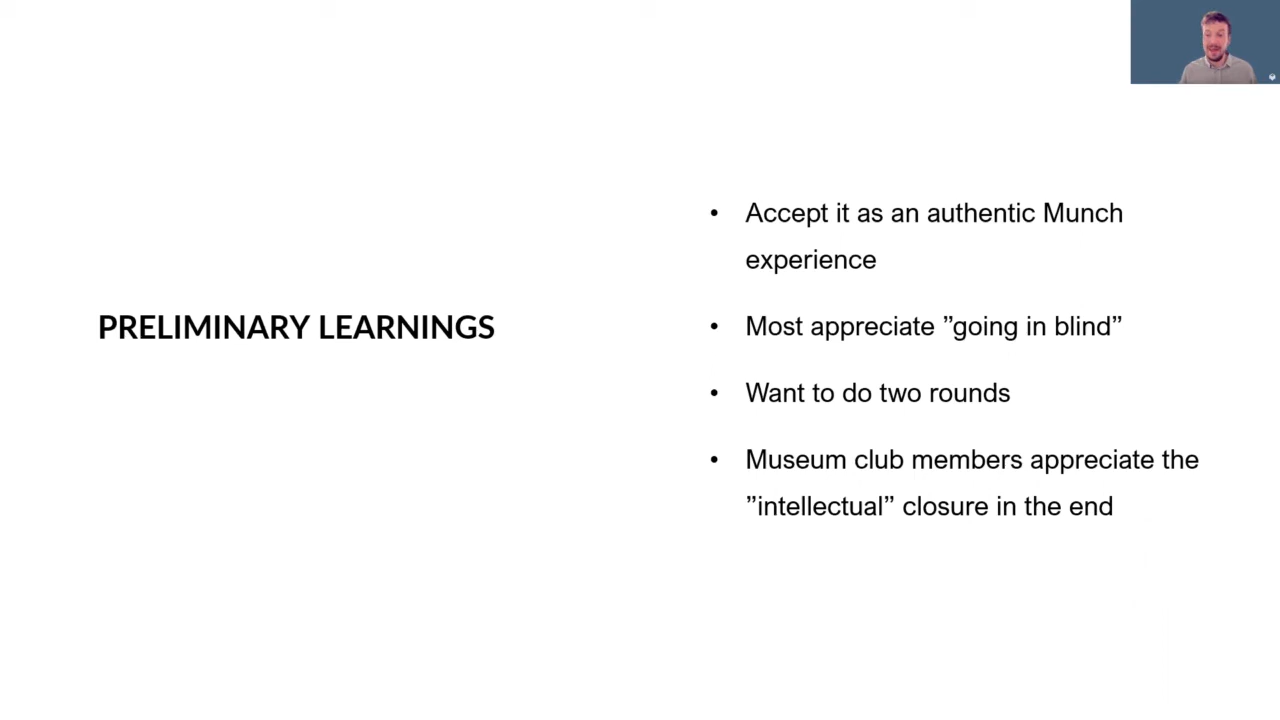 PRELIMINARY LEARNINGS
• Accept it as an authentic Munch
experience
• Most appreciate ”going in blind”
• Want to do two rounds
• Museum club members appreciate the
”intellectual” closure in the end